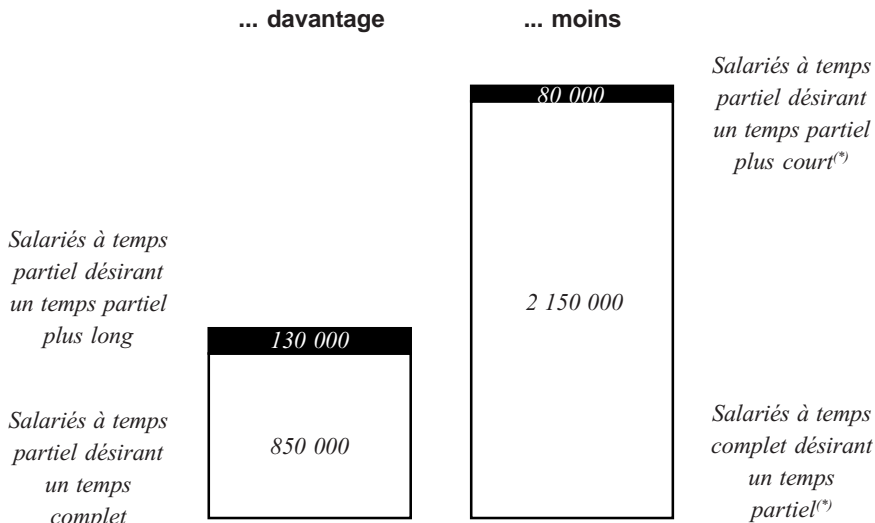 ... davantage
... moins
80 000
Salariés à temps
partiel désirant
un temps partiel
plus court(*)
Salariés à temps
partiel désirant
un temps partiel
plus long
2 150 000
130 000
Salariés à temps
partiel désirant
un temps
complet
850 000
Salariés à temps
complet désirant
un temps
partiel(*)